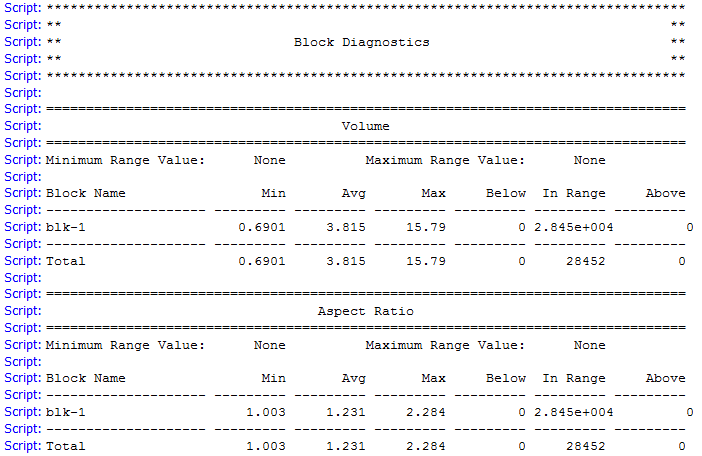 Script: ********************************************************************************
Script: **                                                                            **
Script: **                             Block Diagnostics                              **
Script: **                                                                            **
Script: ********************************************************************************
Script:
Script: ================================================================================
Script:                                      Volume
Script: ================================================================================
Script: Minimum Range Value:      None          Maximum Range Value:      None
Script:
Script: Block Name                 Min       Avg       Max     Below  In Range     Above
Script: -------------------- --------- --------- --------- --------- --------- ---------
Script: blk-1                   0.6901     3.815     15.79         0 2.845e+004         0
Script: -------------------- --------- --------- --------- --------- --------- ---------
Script: Total                   0.6901     3.815     15.79         0     28452         0
Script:
Script: ================================================================================
Script:                                   Aspect Ratio
Script: ================================================================================
Script: Minimum Range Value:      None          Maximum Range Value:      None
Script:
Script: Block Name                 Min       Avg       Max     Below  In Range     Above
Script: -------------------- --------- --------- --------- --------- --------- ---------
Script: blk-1                    1.003     1.231     2.284         0 2.845e+004         0
Script: -------------------- --------- --------- --------- --------- --------- ---------
Script: Total                    1.003     1.231     2.284         0     28452         0